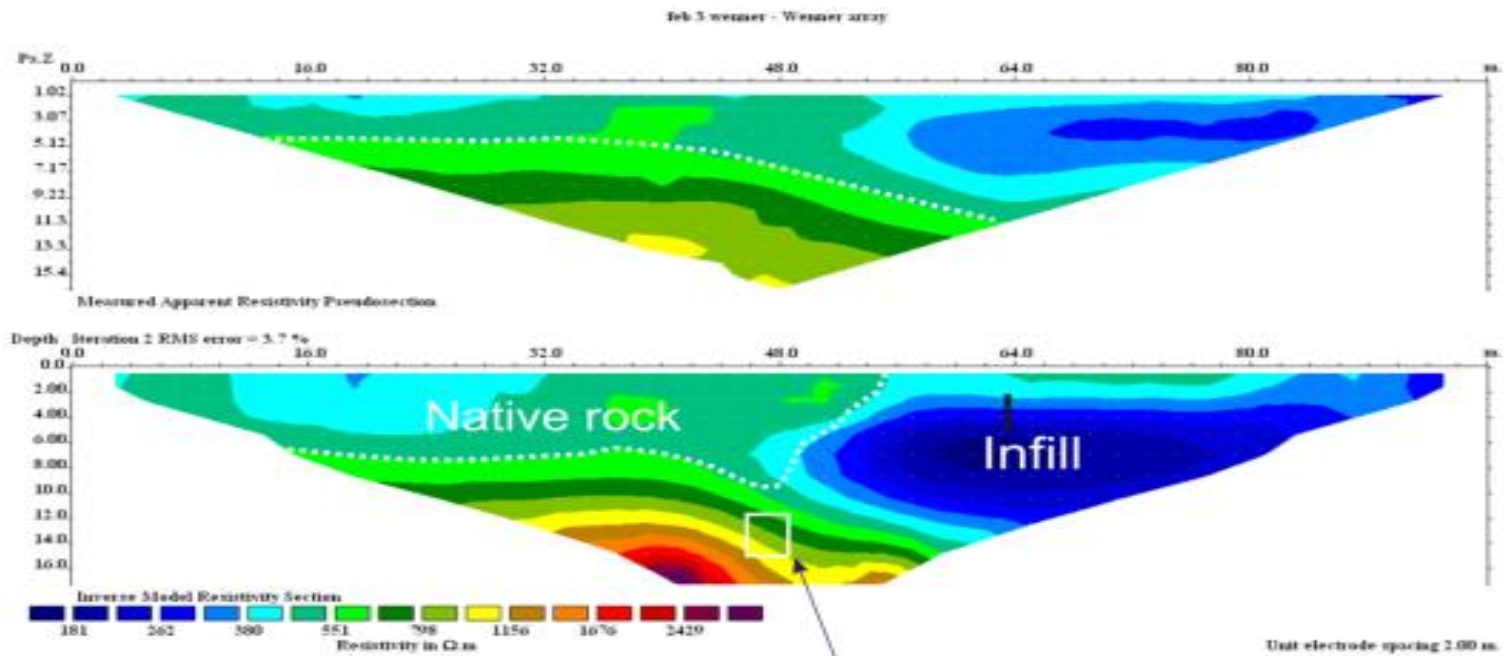 feb 3 wenner - Wenner array
Ps.Z 0.0 16.0 32.0 48.0 64.0 80.0 m.
1.02
3.07
5.12
7.17
9.22
11.3
13.3
15.4
Measured Apparent Resistivity Pseudosection
Depth Iteration 2 RMS error = 3.7 %
0.0 16.0 32.0 48.0 64.0 80.0 m.
0.0
2.00
4.00
6.00
8.00
10.0
12.0
14.0
16.0
Native rock
Infill
Inverse Model Resistivity Section
181 262 380 551 798 1156 1676 2429
Resistivity in Ω.m
Unit electrode spacing 2.00 m.